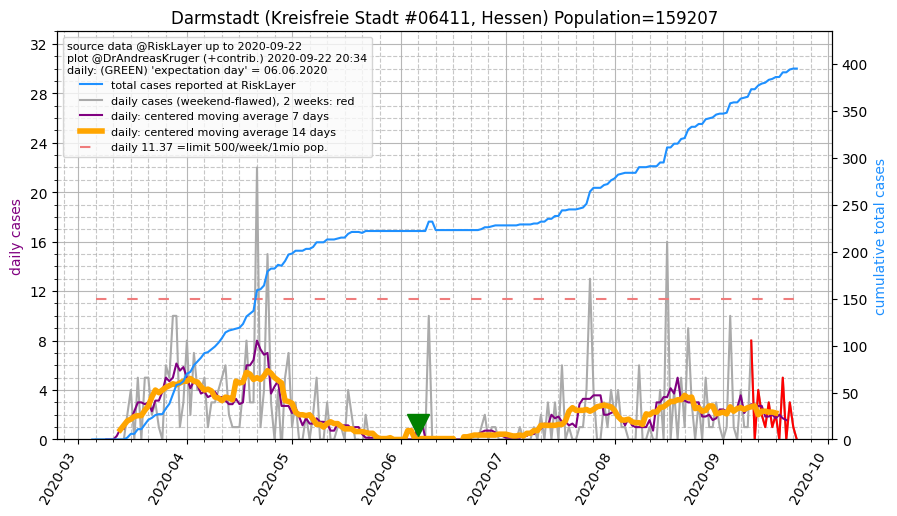 Darmstadt (Kreisfreie Stadt #06411, Hessen) Population=159207
source data @RiskLayer up to 2020-09-22
plot @DrAndreasKruger (+contrib.) 2020-09-22 20:34
daily: (GREEN) 'expectation day' = 06.06.2020
total cases reported at RiskLayer
daily cases (weekend-flawed), 2 weeks: red
daily: centered moving average 7 days
daily: centered moving average 14 days
daily 11.37 =limit 500/week/1mio pop.
daily cases
32
28
24
20
16
12
8
4
0
cumulative total cases
400
350
300
250
200
150
100
50
0
2020-03
2020-04
2020-05
2020-06
2020-07
2020-08
2020-09
2020-10